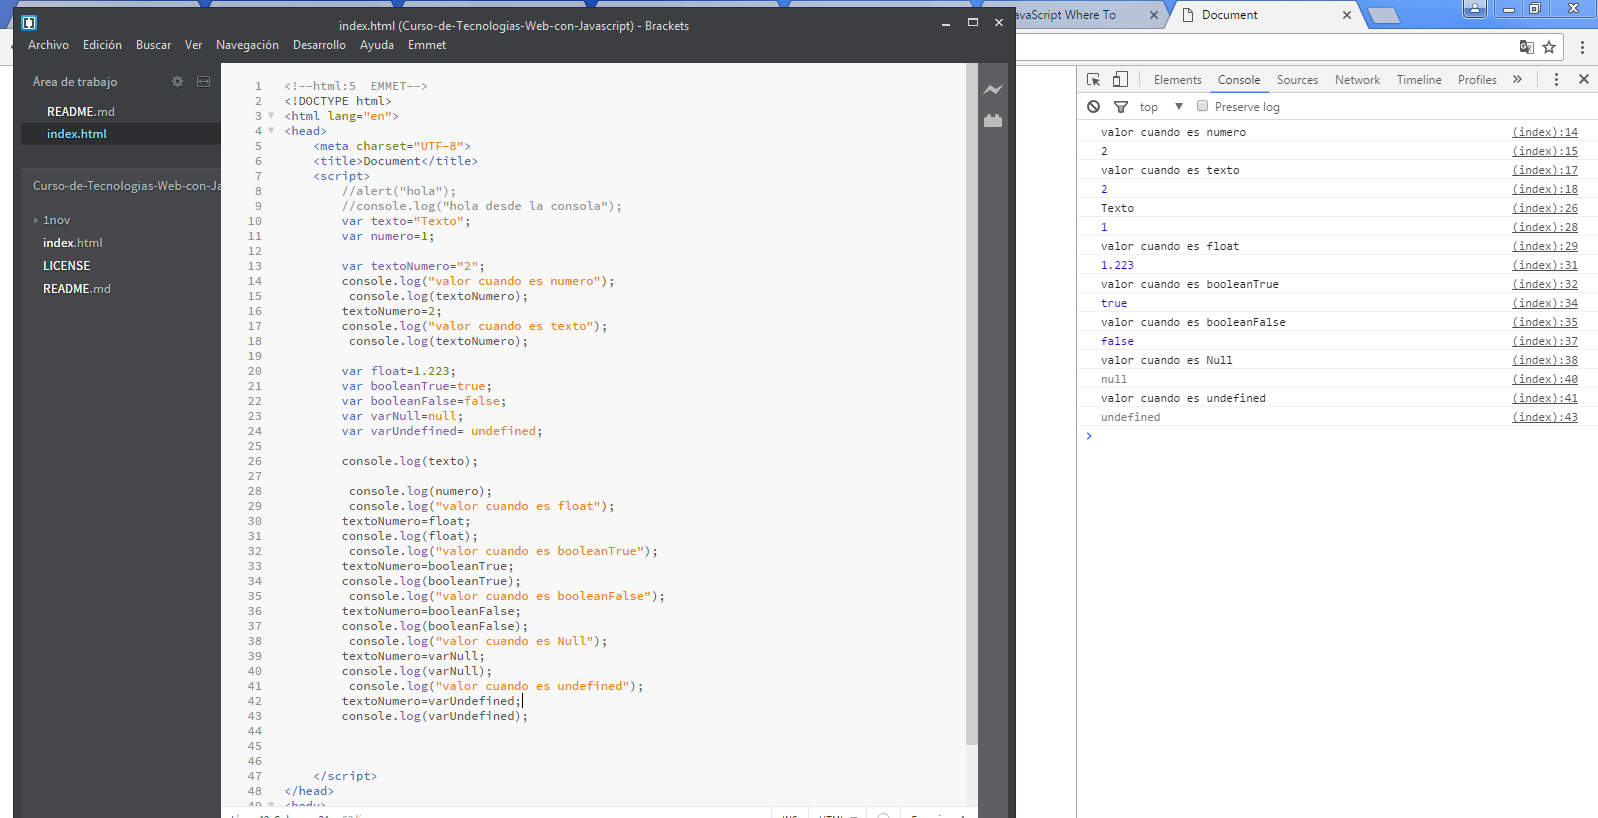 index.html (Curso-de-Tecnologias-Web-con-Javascript) - Brackets
avaScript Where To
Document
Archivo Edición Buscar Ver Navegación Desarrollo Ayuda Emmet
Área de trabajo
README.md
index.html
Curso-de-Tecnologias-Web-con-Ja
1nov
index.html
LICENSE
README.md
1 <!--html:5  EMMET-->
2 <!DOCTYPE html>
3 <html lang="en">
4 <head>
5 <meta charset="UTF-8">
6 <title>Document</title>
7 <script>
8 //alert("hola");
9 //console.log("hola desde la consola");
10 var texto="Texto";
11 var numero=1;
12
13 var textoNumero="2";
14 console.log("valor cuando es numero");
15 console.log(textoNumero);
16 textoNumero=2;
17 console.log("valor cuando es texto");
18 console.log(textoNumero);
19
20 var float=1.223;
21 var booleanTrue=true;
22 var booleanFalse=false;
23 var varNull=null;
24 var varUndefined= undefined;
25
26 console.log(texto);
27
28 console.log(numero);
29 console.log("valor cuando es float");
30 textoNumero=float;
31 console.log(float);
32 console.log("valor cuando es booleanTrue");
33 textoNumero=booleanTrue;
34 console.log(booleanTrue);
35 console.log("valor cuando es booleanFalse");
36 textoNumero=booleanFalse;
37 console.log(booleanFalse);
38 console.log("valor cuando es Null");
39 textoNumero=varNull;
40 console.log(varNull);
41 console.log("valor cuando es undefined");
42 textoNumero=varUndefined;
43 console.log(varUndefined);
44
45
46
47 </script>
48 </head>
49 <body>
Elements Console Sources Network Timeline Profiles »
top Preserve log
valor cuando es numero (index):14
2 (index):15
valor cuando es texto (index):17
2 (index):18
Texto (index):26
1 (index):28
valor cuando es float (index):29
1.223 (index):31
valor cuando es booleanTrue (index):32
true (index):34
valor cuando es booleanFalse (index):35
false (index):37
valor cuando es Null (index):38
null (index):40
valor cuando es undefined (index):41
undefined (index):43